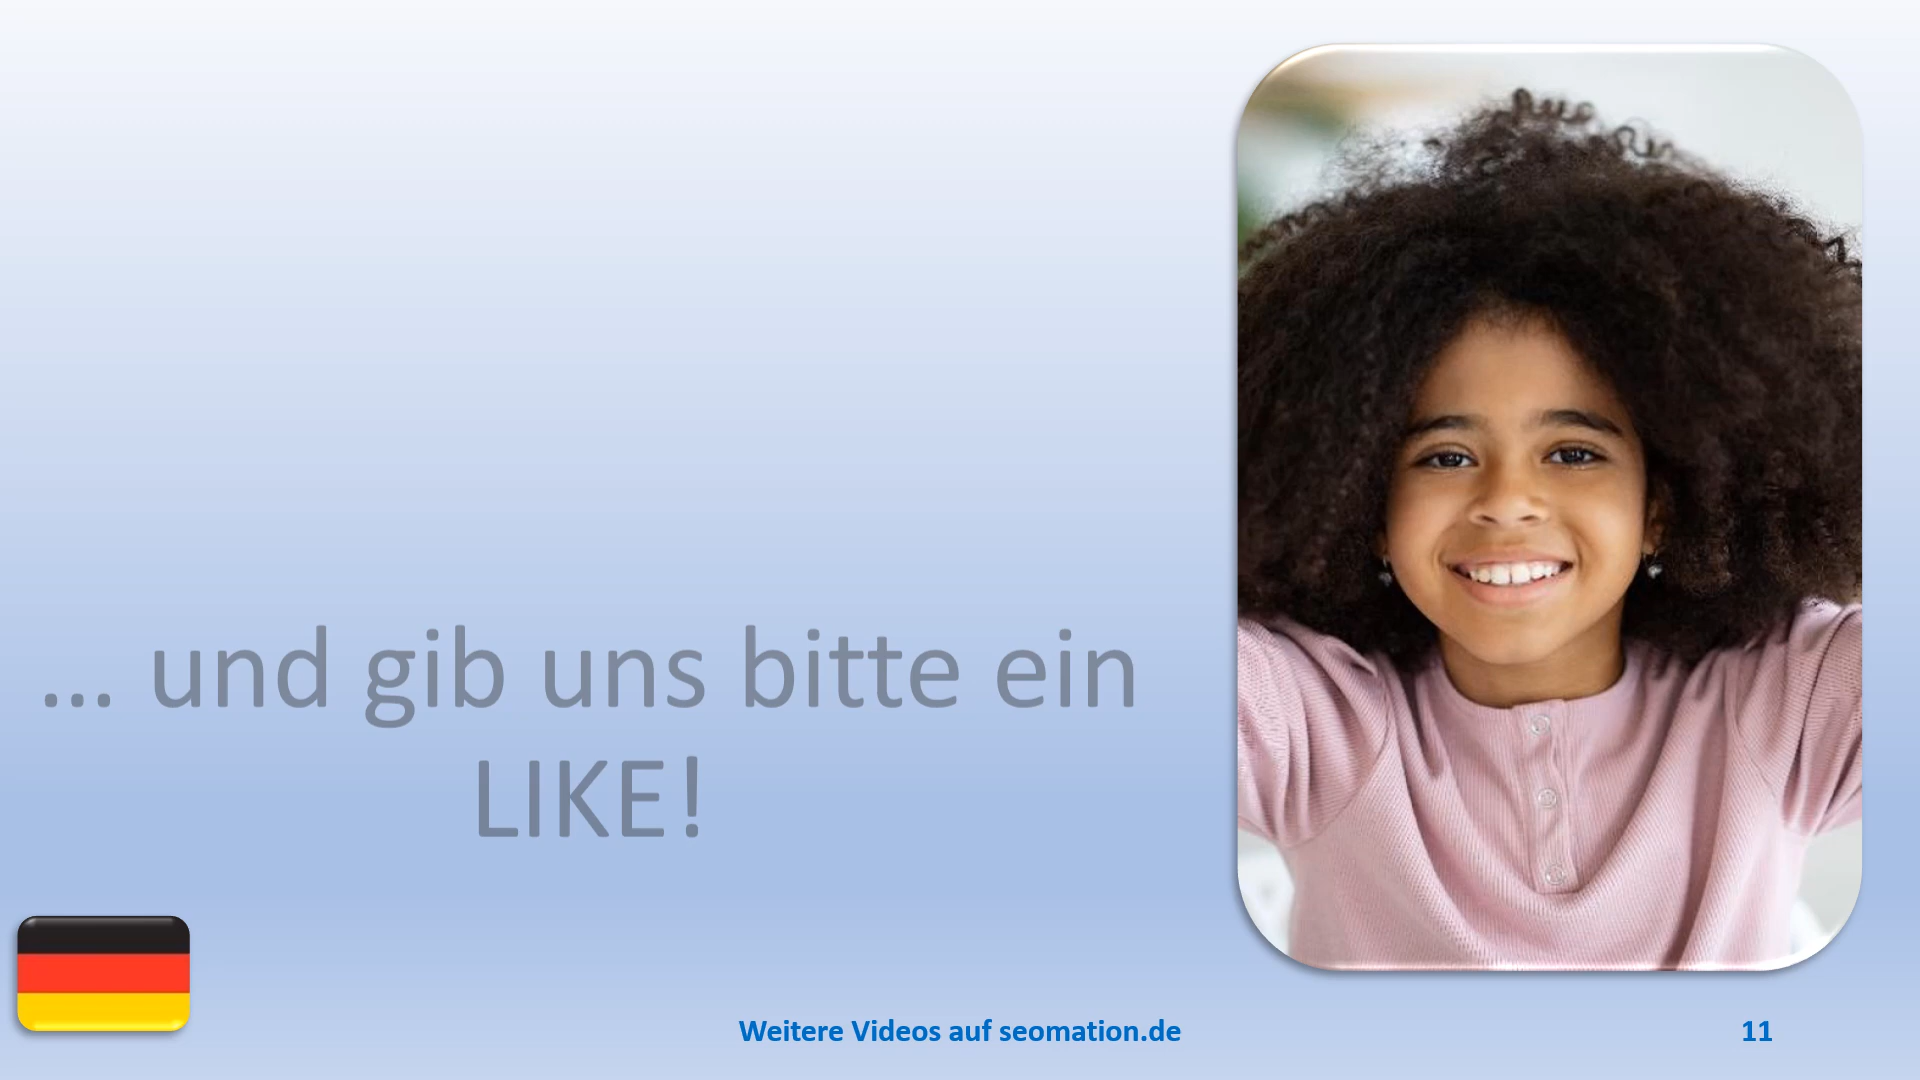 ... und gib uns bitte ein
LIKE!
Weitere Videos auf seomation.de
11